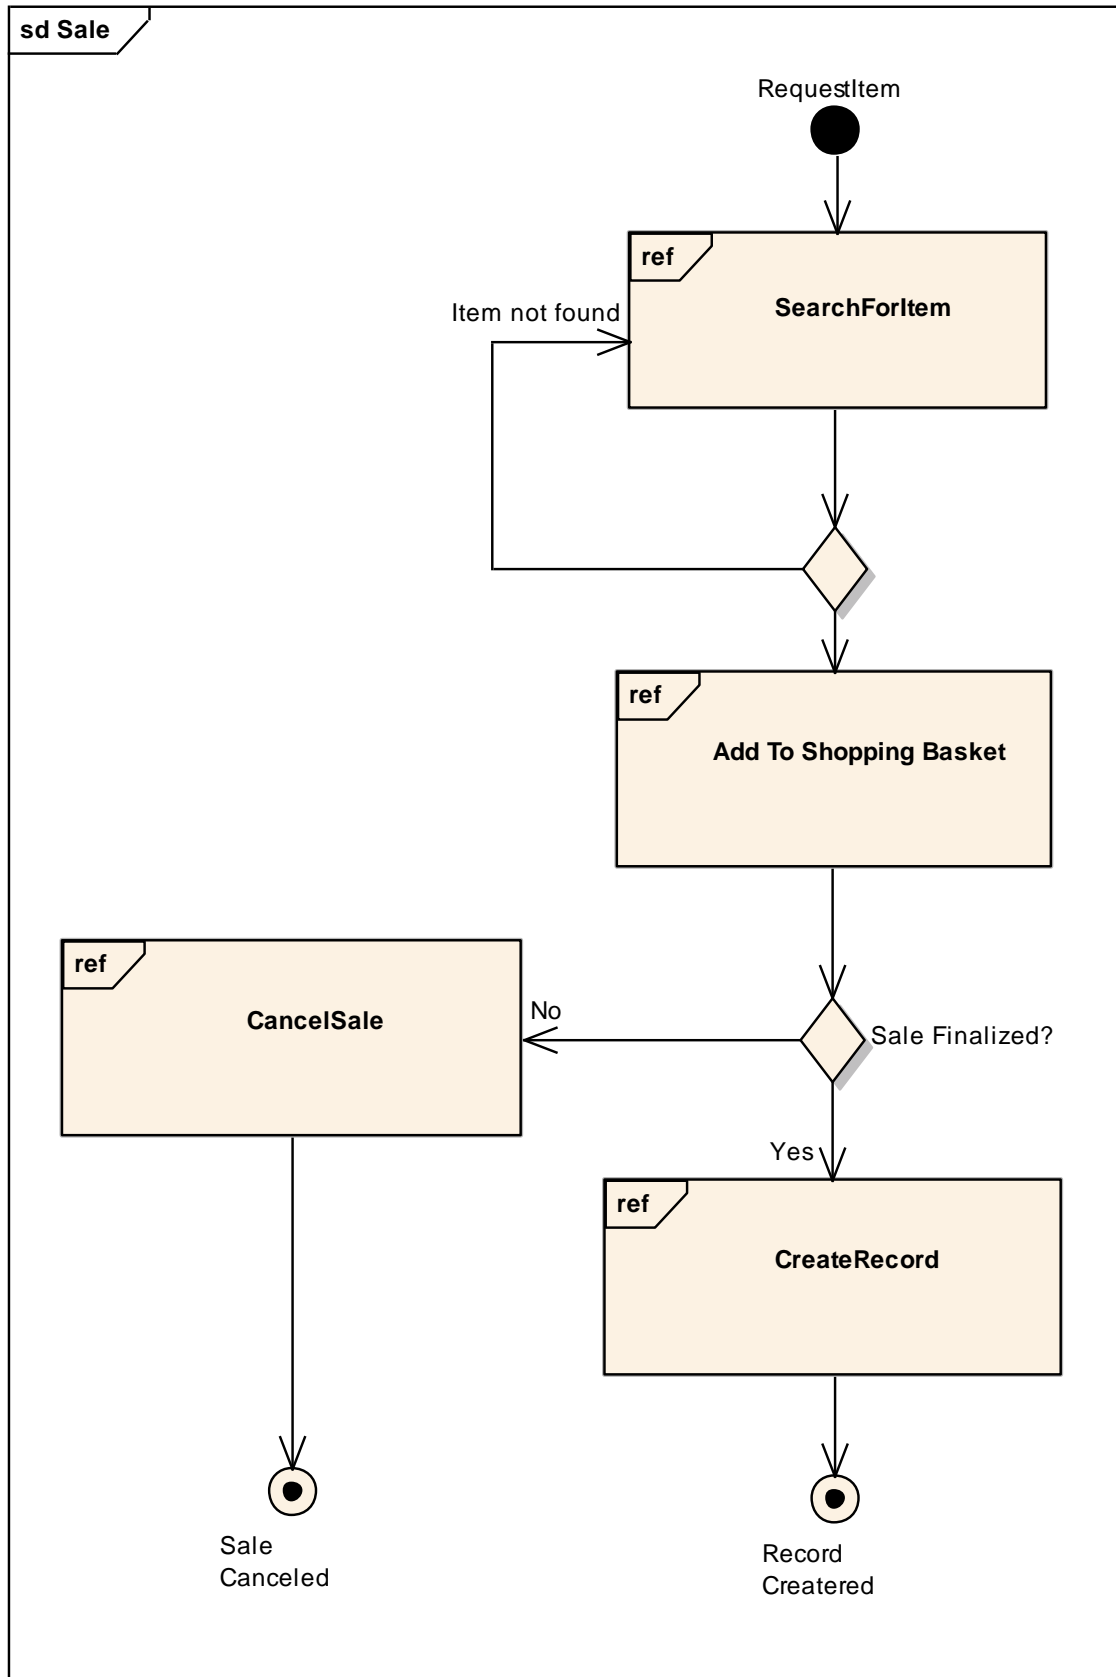 sd Sale
RequestItem
ref
SearchForItem
Item not found
ref
Add To Shopping Basket
ref
CancelSale
No
Sale Finalized?
Yes
ref
CreateRecord
Sale
Canceled
Record
Createred